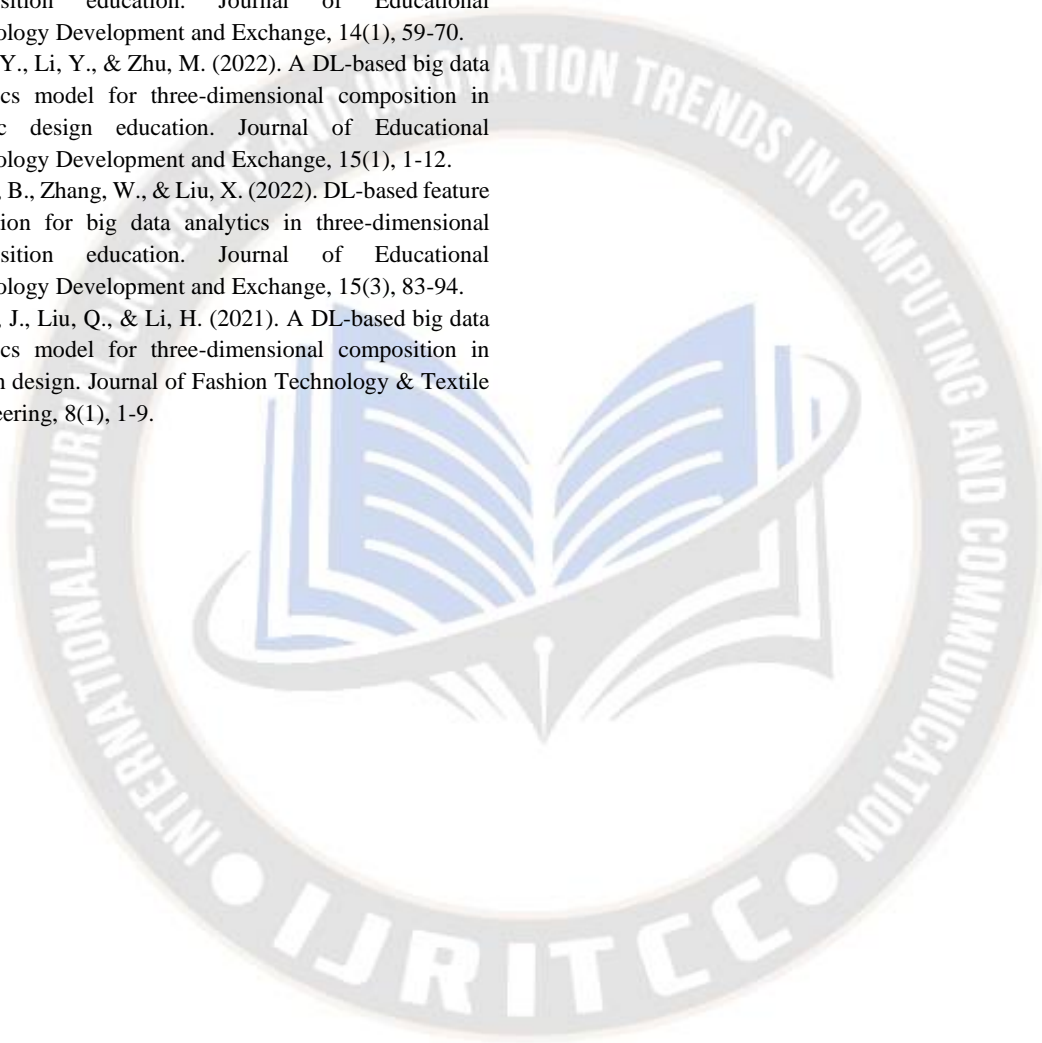 sition education. Journal of Educational
ology Development and Exchange, 14(1), 59-70.
Y., Li, Y., & Zhu, M. (2022). A DL-based big data
cs model for three-dimensional composition in
c design education. Journal of Educational
ology Development and Exchange, 15(1), 1-12.
, B., Zhang, W., & Liu, X. (2022). DL-based feature
ion for big data analytics in three-dimensional
sition education. Journal of Educational
ology Development and Exchange, 15(3), 83-94.
, J., Liu, Q., & Li, H. (2021). A DL-based big data
cs model for three-dimensional composition in
n design. Journal of Fashion Technology & Textile
eering, 8(1), 1-9.
INTERNATIONAL JOURNAL ON RECENT AND INNOVATION TRENDS IN COMPUTING AND COMMUNICATION
IJRITCC